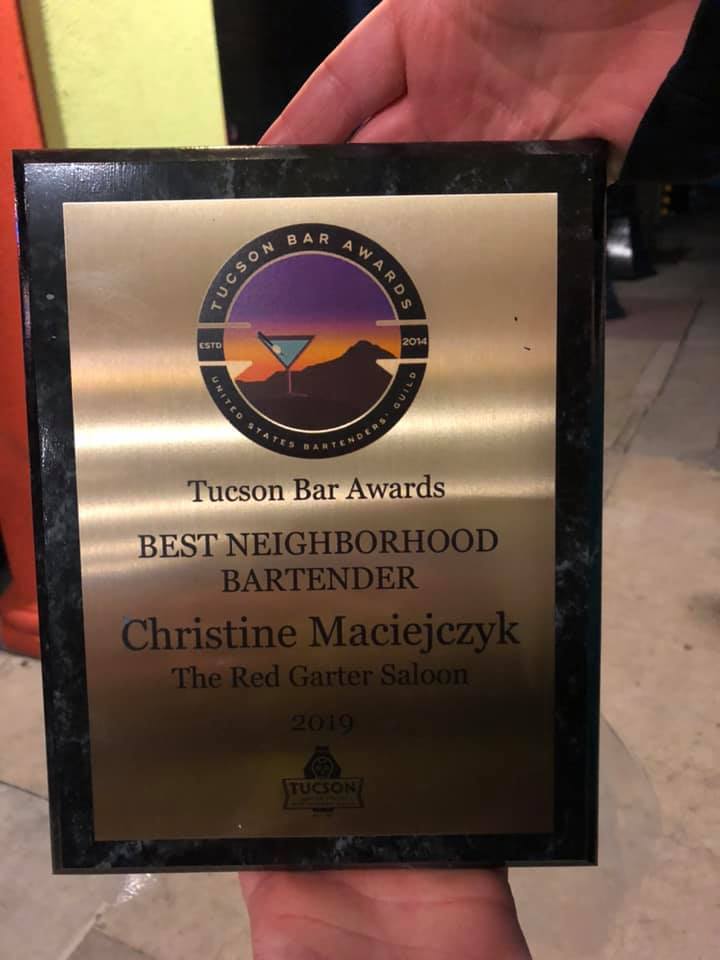 TUCSON BAR AWARDS
ESTD
2014
UNITED STATES BARTENDERS' GUILD
Tucson Bar Awards
BEST NEIGHBORHOOD
BARTENDER
Christine Maciejczyk
The Red Garter Saloon
2019
TUCSON